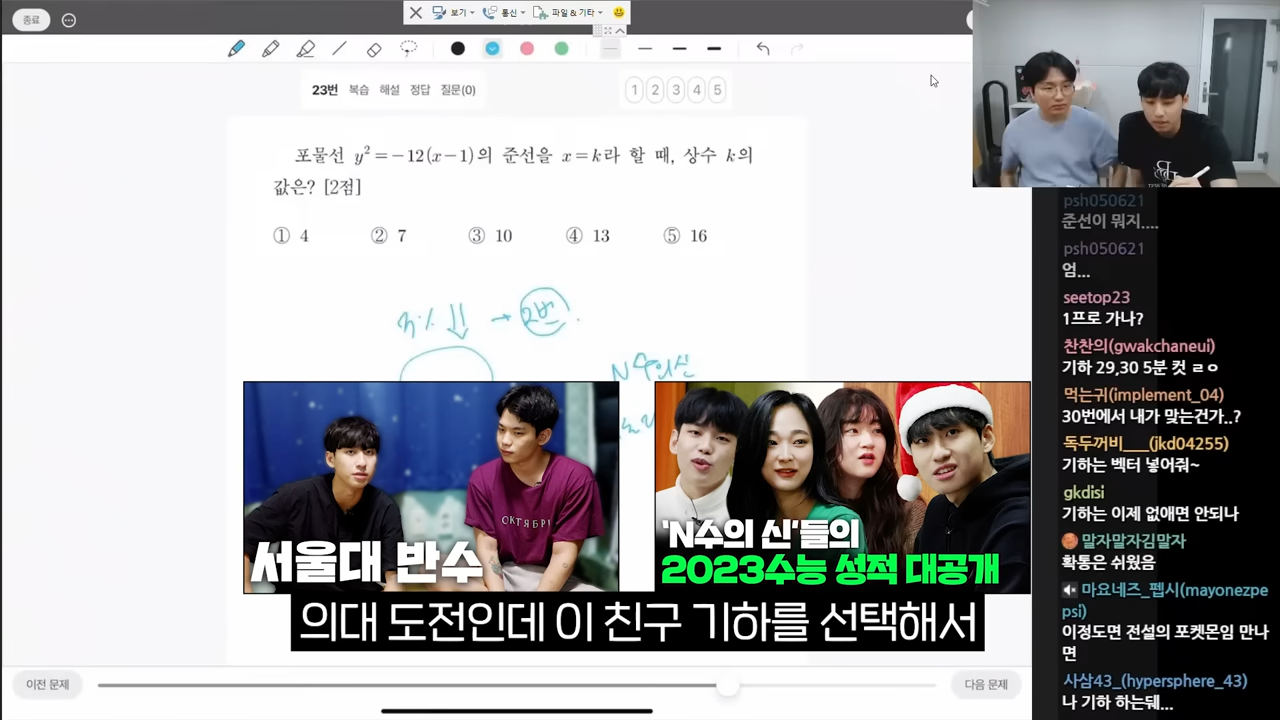 종료
보기
통신
파일 & 기타
23번 복습 해설 정답 질문(0)
1 2 3 4 5
포물선 y²=−12(x−1)의 준선을 x=k라 할 때, 상수 k의
값은? [2점]
① 4 ② 7 ③ 10 ④ 13 ⑤ 16
3% → 2번.
N수의신
서울대 반수
ОКТЯБРЬ
'N수의 신'들의
2023수능 성적 대공개
의대 도전인데 이 친구 기하를 선택해서
이전 문제
다음 문제
psh050621
준선이 뭐지....
psh050621
엄...
seetop23
1프로 가나?
찬찬의(gwakchaneui)
기하 29,30 5분 컷 ㄹㅇ
먹는귀(implement_04)
30번에서 내가 맞는건가..?
독두꺼비___(jkd04255)
기하는 벡터 넣어줘~
gkdisi
기하는 이제 없애면 안되나
말자말자김말자
확통은 쉬웠음
마요네즈_펩시(mayonezpe
psi)
이정도면 전설의 포켓몬임 만나
면
사삼43_(hypersphere_43)
나 기하 하는뒈...